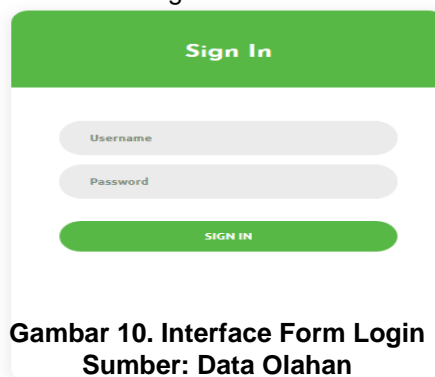 Sign In
Username
Password
SIGN IN
Gambar 10. Interface Form Login
Sumber: Data Olahan